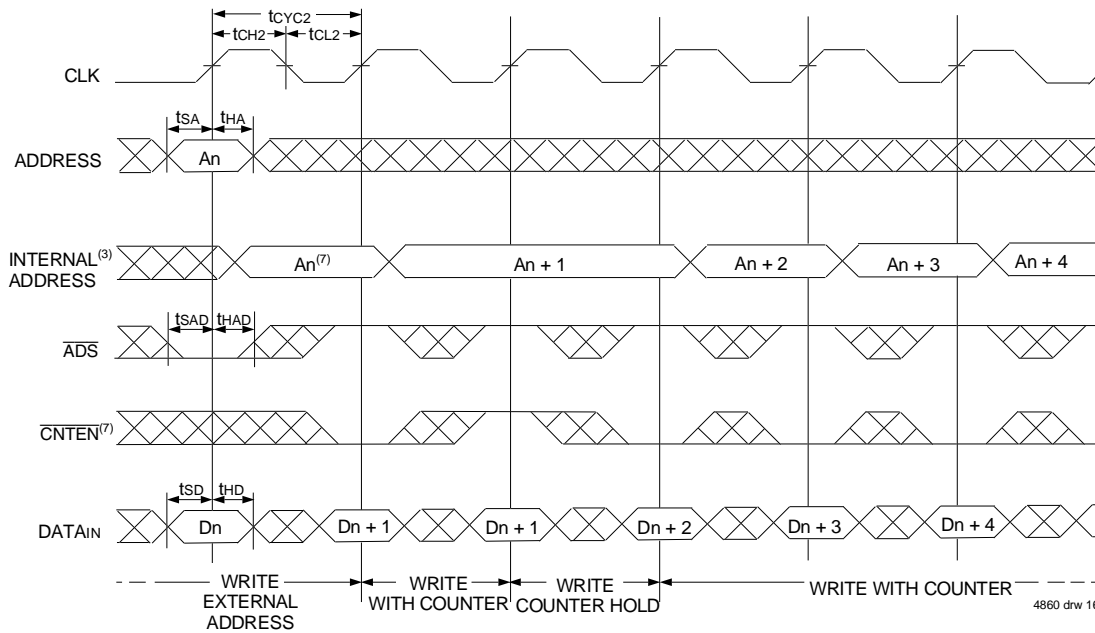 tCYC2
tCH2 tCL2
CLK
tSA tHA
ADDRESS An
INTERNAL(3)
ADDRESS
An(7) An + 1 An + 2 An + 3 An + 4
tSAD tHAD
ADS
CNTEN(7)
tSD tHD
DATAIN Dn Dn + 1 Dn + 1 Dn + 2 Dn + 3 Dn + 4
WRITE
EXTERNAL
ADDRESS
WRITE
WITH COUNTER
WRITE
COUNTER HOLD
WRITE WITH COUNTER
4860 drw 16